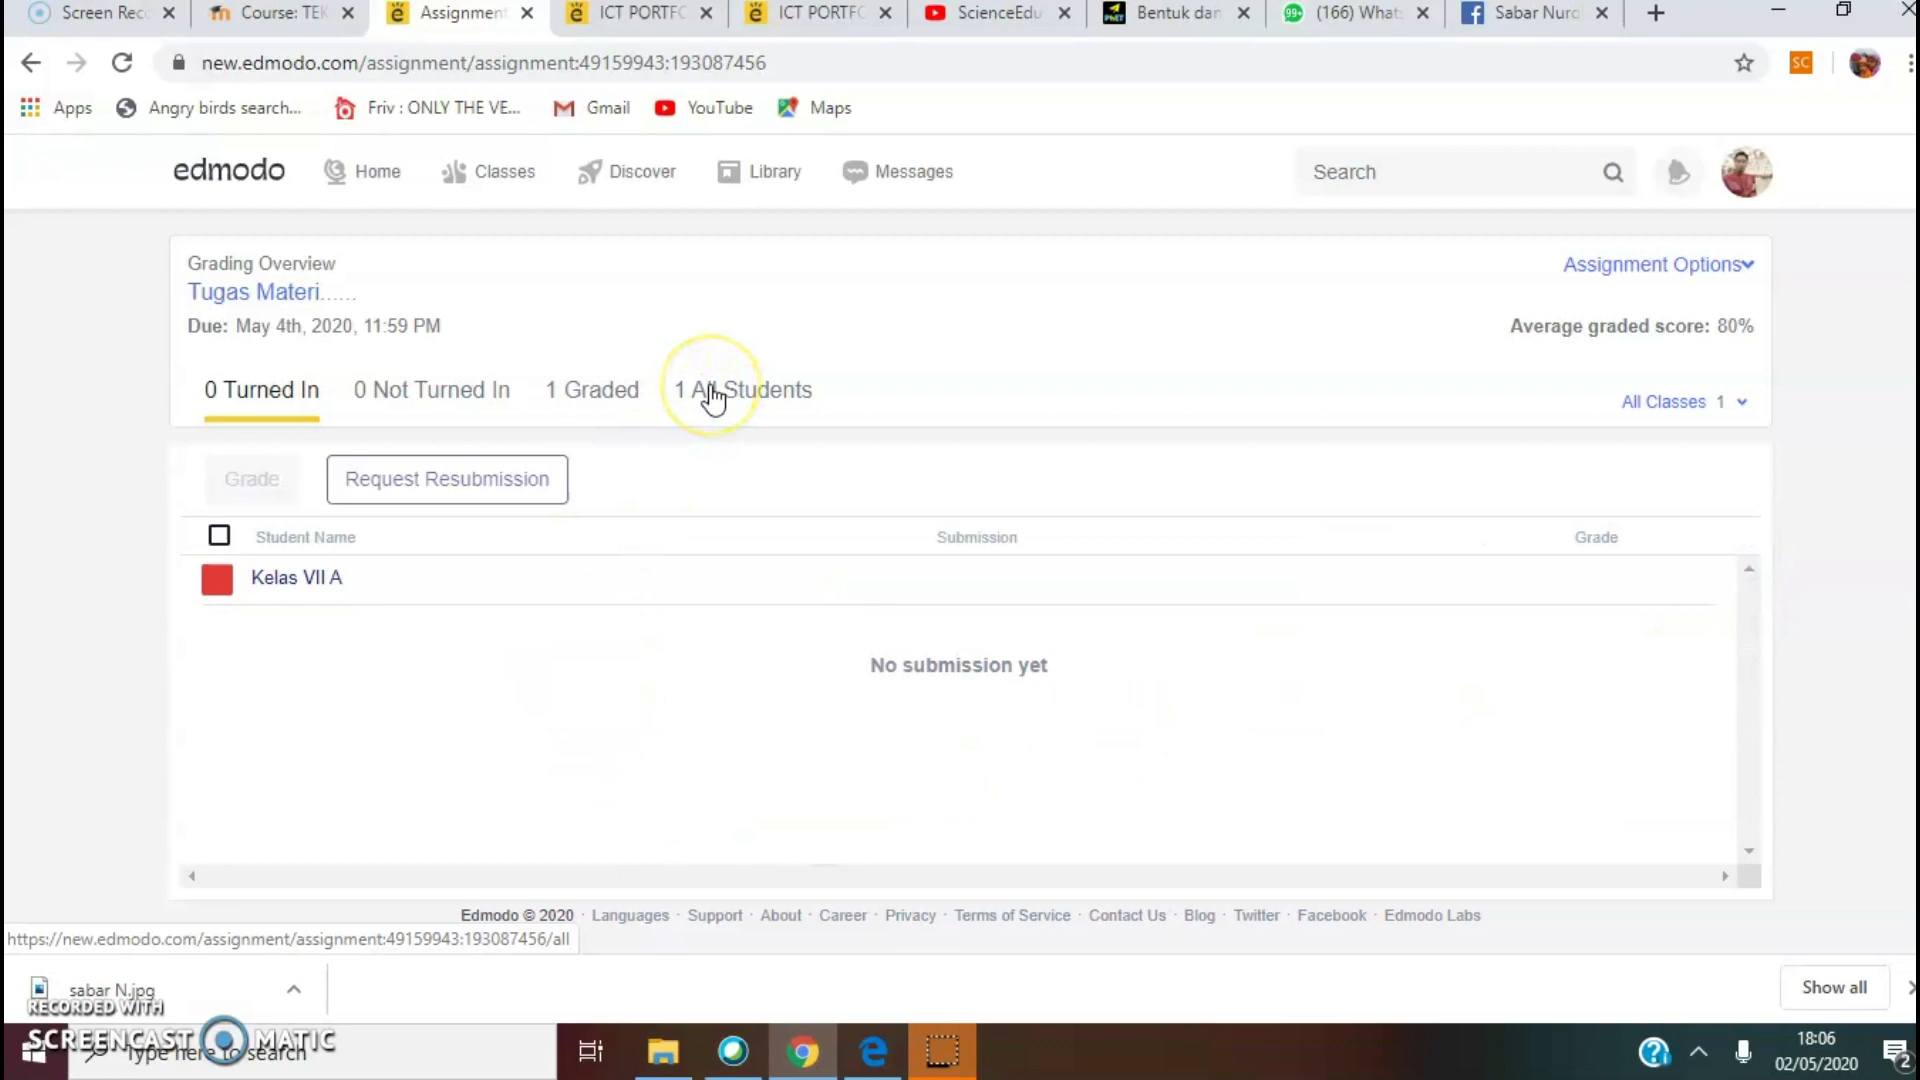 Screen Rec
Course: TEK
Assignment
ICT PORTFO
ICT PORTFO
ScienceEdu
Bentuk dan
(166) What
Sabar Nuro
new.edmodo.com/assignment/assignment:49159943:193087456
SC
Apps
Angry birds search...
Friv : ONLY THE VE...
Gmail
YouTube
Maps
edmodo
Home
Classes
Discover
Library
Messages
Search
Grading Overview
Assignment Options
Tugas Materi......
Due: May 4th, 2020, 11:59 PM
Average graded score: 80%
0 Turned In
0 Not Turned In
1 Graded
1 All Students
All Classes 1
Grade
Request Resubmission
Student Name
Submission
Grade
Kelas VII A
No submission yet
Edmodo © 2020 · Languages · Support · About · Career · Privacy · Terms of Service · Contact Us · Blog · Twitter · Facebook · Edmodo Labs
https://new.edmodo.com/assignment/assignment:49159943:193087456/all
sabar N.jpg
Show all
RECORDED WITH
SCREENCAST MATIC
Type here to search
18:06
02/05/2020
2